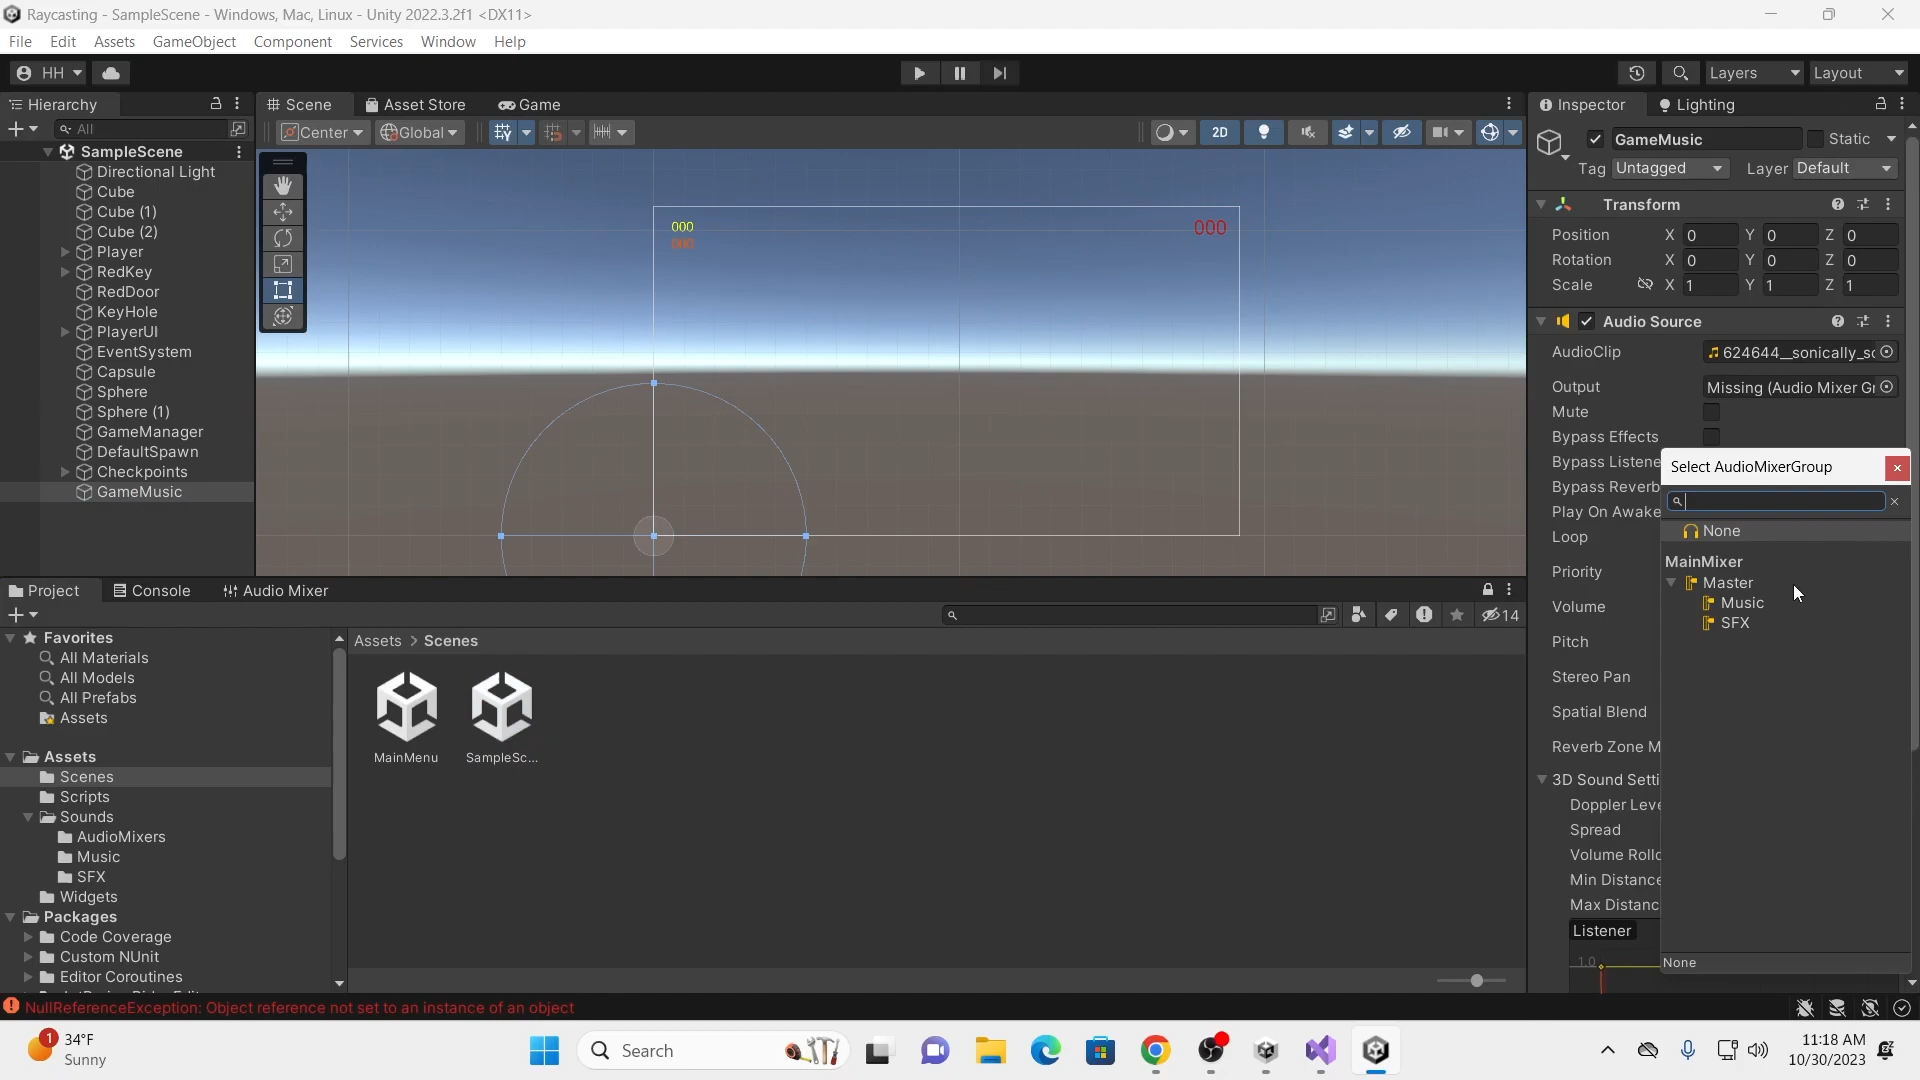 Raycasting - SampleScene - Windows, Mac, Linux - Unity 2022.3.2f1 <DX11>
File Edit Assets GameObject Component Services Window Help
HH Layers Layout
Hierarchy Scene Asset Store Game Inspector Lighting
All Center Global 2D
SampleScene
Directional Light
Cube
Cube (1)
Cube (2)
Player
RedKey
RedDoor
KeyHole
PlayerUI
EventSystem
Capsule
Sphere
Sphere (1)
GameManager
DefaultSpawn
Checkpoints
GameMusic
000
000
000
GameMusic Static
Tag Untagged Layer Default
Transform
Position X 0 Y 0 Z 0
Rotation X 0 Y 0 Z 0
Scale X 1 Y 1 Z 1
Audio Source
AudioClip 624644__sonically_so
Output Missing (Audio Mixer Gr
Mute
Bypass Effects
Bypass Listene
Bypass Reverb
Play On Awake
Loop
Priority
Volume
Pitch
Stereo Pan
Spatial Blend
Reverb Zone M
3D Sound Setti
Doppler Leve
Spread
Volume Rollo
Min Distance
Max Distanc
Listener
1.0
Select AudioMixerGroup
None
MainMixer
Master
Music
SFX
None
Project Console Audio Mixer
14
Favorites
All Materials
All Models
All Prefabs
Assets
Assets
Scenes
Scripts
Sounds
AudioMixers
Music
SFX
Widgets
Packages
Code Coverage
Custom NUnit
Editor Coroutines
Assets > Scenes
MainMenu SampleSc...
NullReferenceException: Object reference not set to an instance of an object
1
34°F
Sunny
Search
11:18 AM
10/30/2023